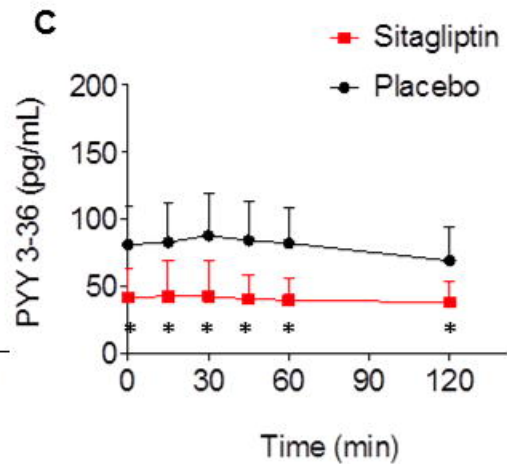 C
Sitagliptin
Placebo
PYY 3-36 (pg/mL)
200
150
100
50
0
* * * * * *
0 30 60 90 120
Time (min)